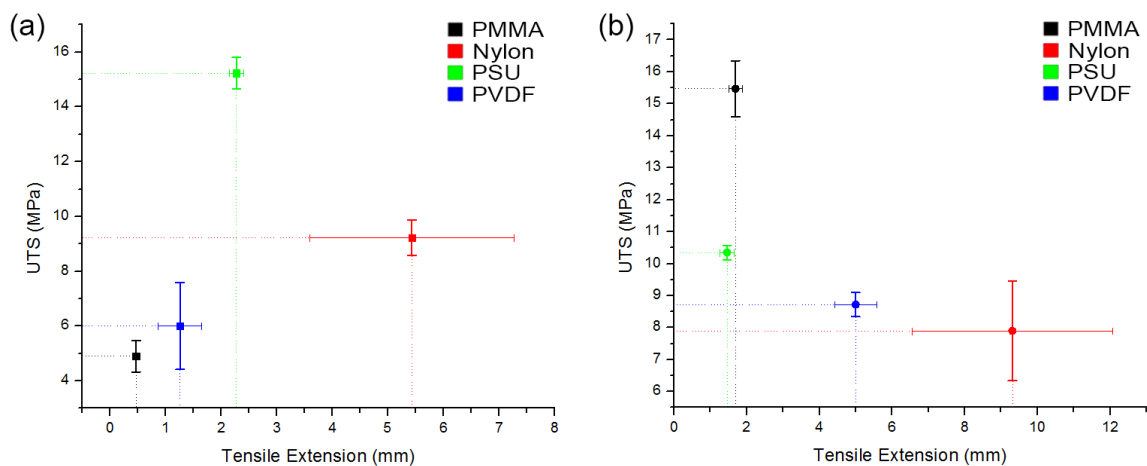 (a)
PMMA
Nylon
PSU
PVDF
16
14
12
10
8
6
4
UTS (MPa)
0 1 2 3 4 5 6 7 8
Tensile Extension (mm)
(b)
PMMA
Nylon
PSU
PVDF
17
16
15
14
13
12
11
10
9
8
7
6
UTS (MPa)
0 2 4 6 8 10 12
Tensile Extension (mm)